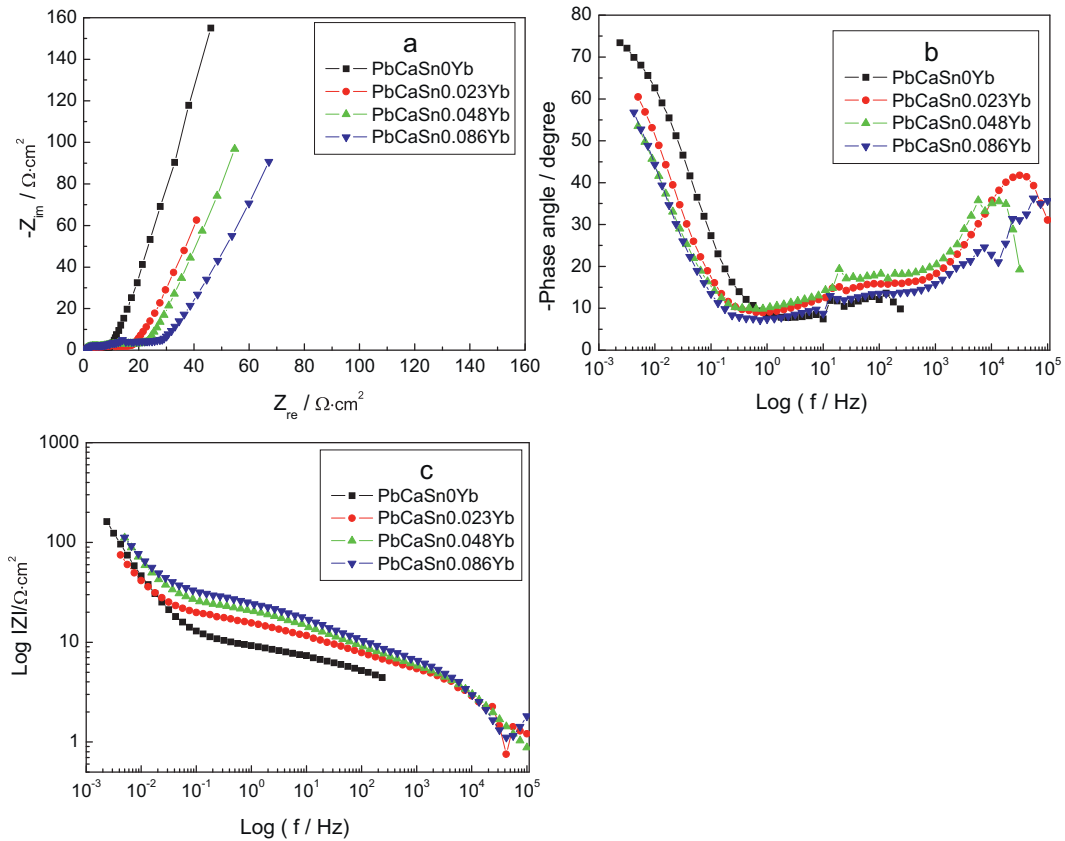 a
PbCaSn0Yb
PbCaSn0.023Yb
PbCaSn0.048Yb
PbCaSn0.086Yb
160
140
120
100
80
60
40
20
0
-Z_im / Ω·cm²
0 20 40 60 80 100 120 140 160
Z_re / Ω·cm²
b
PbCaSn0Yb
PbCaSn0.023Yb
PbCaSn0.048Yb
PbCaSn0.086Yb
80
70
60
50
40
30
20
10
0
-Phase angle / degree
10⁻³ 10⁻² 10⁻¹ 10⁰ 10¹ 10² 10³ 10⁴ 10⁵
Log ( f / Hz)
c
PbCaSn0Yb
PbCaSn0.023Yb
PbCaSn0.048Yb
PbCaSn0.086Yb
1000
100
10
1
Log IZI/Ω·cm²
10⁻³ 10⁻² 10⁻¹ 10⁰ 10¹ 10² 10³ 10⁴ 10⁵
Log ( f / Hz)